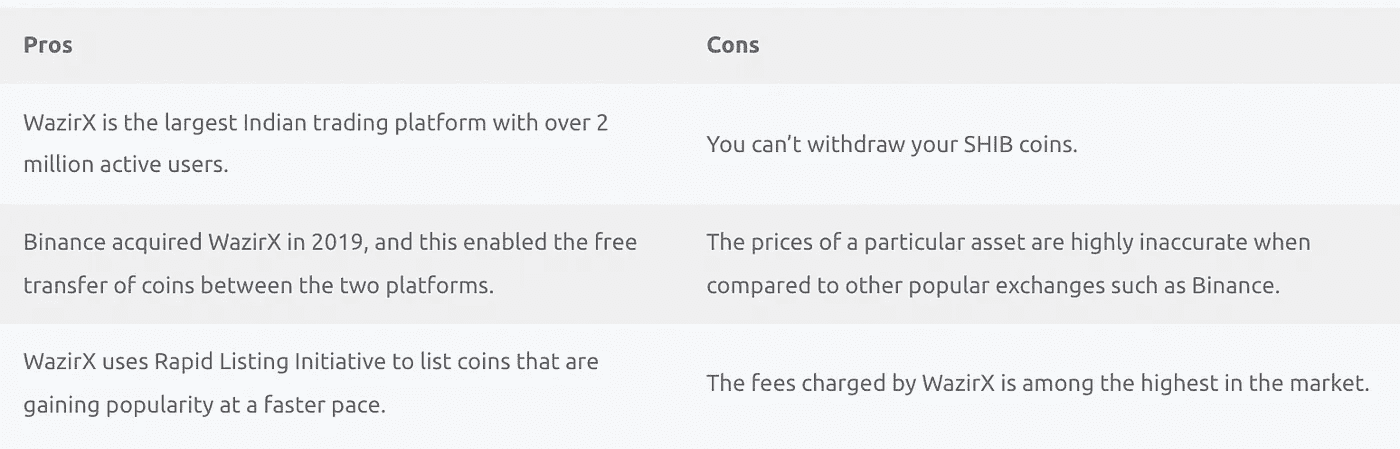 Pros
Cons
WazirX is the largest Indian trading platform with over 2
million active users.
You can’t withdraw your SHIB coins.
Binance acquired WazirX in 2019, and this enabled the free
transfer of coins between the two platforms.
The prices of a particular asset are highly inaccurate when
compared to other popular exchanges such as Binance.
WazirX uses Rapid Listing Initiative to list coins that are
gaining popularity at a faster pace.
The fees charged by WazirX is among the highest in the market.